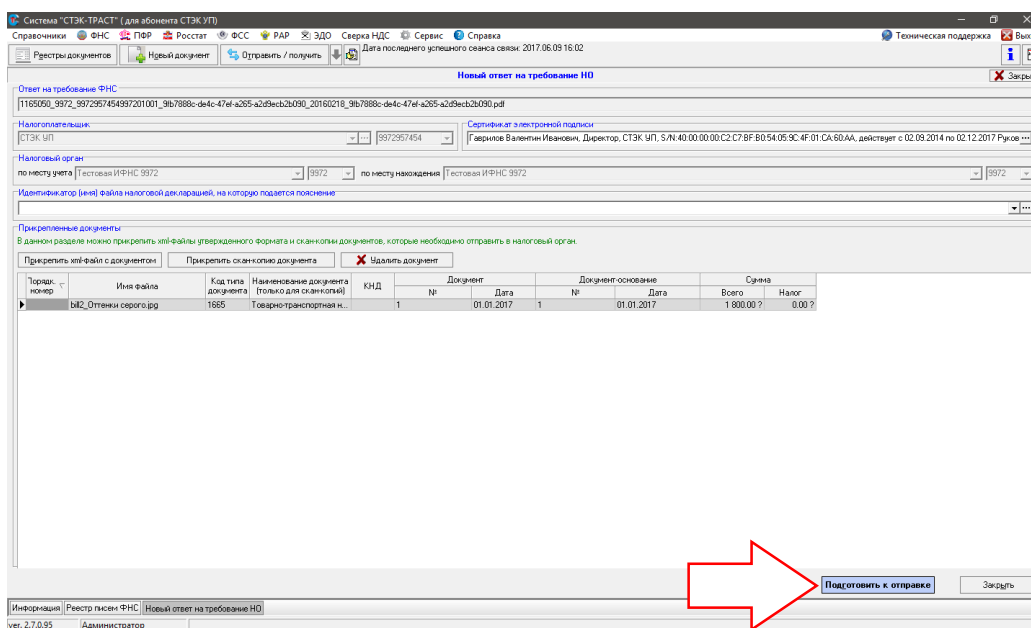 Система "СТЭК-ТРАСТ" ( для абонента СТЭК УП)
Справочники ФНС ПФР Росстат ФСС РАР ЭДО Сверка НДС Сервис Справка Техническая поддержка
Реестры документов Новый документ Отправить / получить Дата последнего успешного сеанса связи: 2017.06.09 16:02
Новый ответ на требование НО
Ответ на требование ФНС
1165050_9972_9972957454997201001_9fb7888c-de4c-47ef-a265-a2d9ecb2b090_20160218_9fb7888c-de4c-47ef-a265-a2d9ecb2b090.pdf
Налогоплательщик Сертификат электронной подписи
СТЭК УП 9972957454 Гаврилов Валентин Иванович, Директор, СТЭК УП, S/N:40:00:00:00:C2:C7:BF:B0:54:05:9C:4F:01:CA:60:AA, действует с 02.09.2014 по 02.12.2017 Руков ...
Налоговый орган
по месту учета Тестовая ИФНС 9972 9972 по месту нахождения Тестовая ИФНС 9972 9972
Идентификатор (имя) файла налоговой декларацией, на которую подается пояснение
Прикрепленные документы
В данном разделе можно прикрепить xml-файлы утвержденного формата и скан-копии документов, которые необходимо отправить в налоговый орган.
Прикрепить xml-файл с документом Прикрепить скан-копию документа Удалить документ
Порядк. номер Имя файла Код типа документа Наименование документа (только для скан-копий) КНД Документ № Дата Документ-основание № Дата Сумма Всего Налог
bill2_Оттенки серого.jpg 1665 Товарно-транспортная н... 1 01.01.2017 1 01.01.2017 1 800.00 ? 0.00 ?
Подготовить к отправке Закрыть
Информация Реестр писем ФНС Новый ответ на требование НО
ver. 2.7.0.95 Администратор